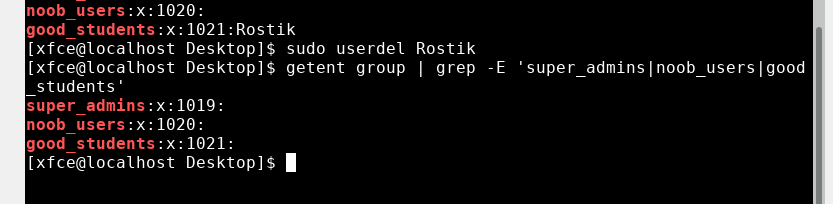 noob_users:x:1020:
good_students:x:1021:Rostik
[xfce@localhost Desktop]$ sudo userdel Rostik
[xfce@localhost Desktop]$ getent group | grep -E 'super_admins|noob_users|good
_students'
super_admins:x:1019:
noob_users:x:1020:
good_students:x:1021:
[xfce@localhost Desktop]$